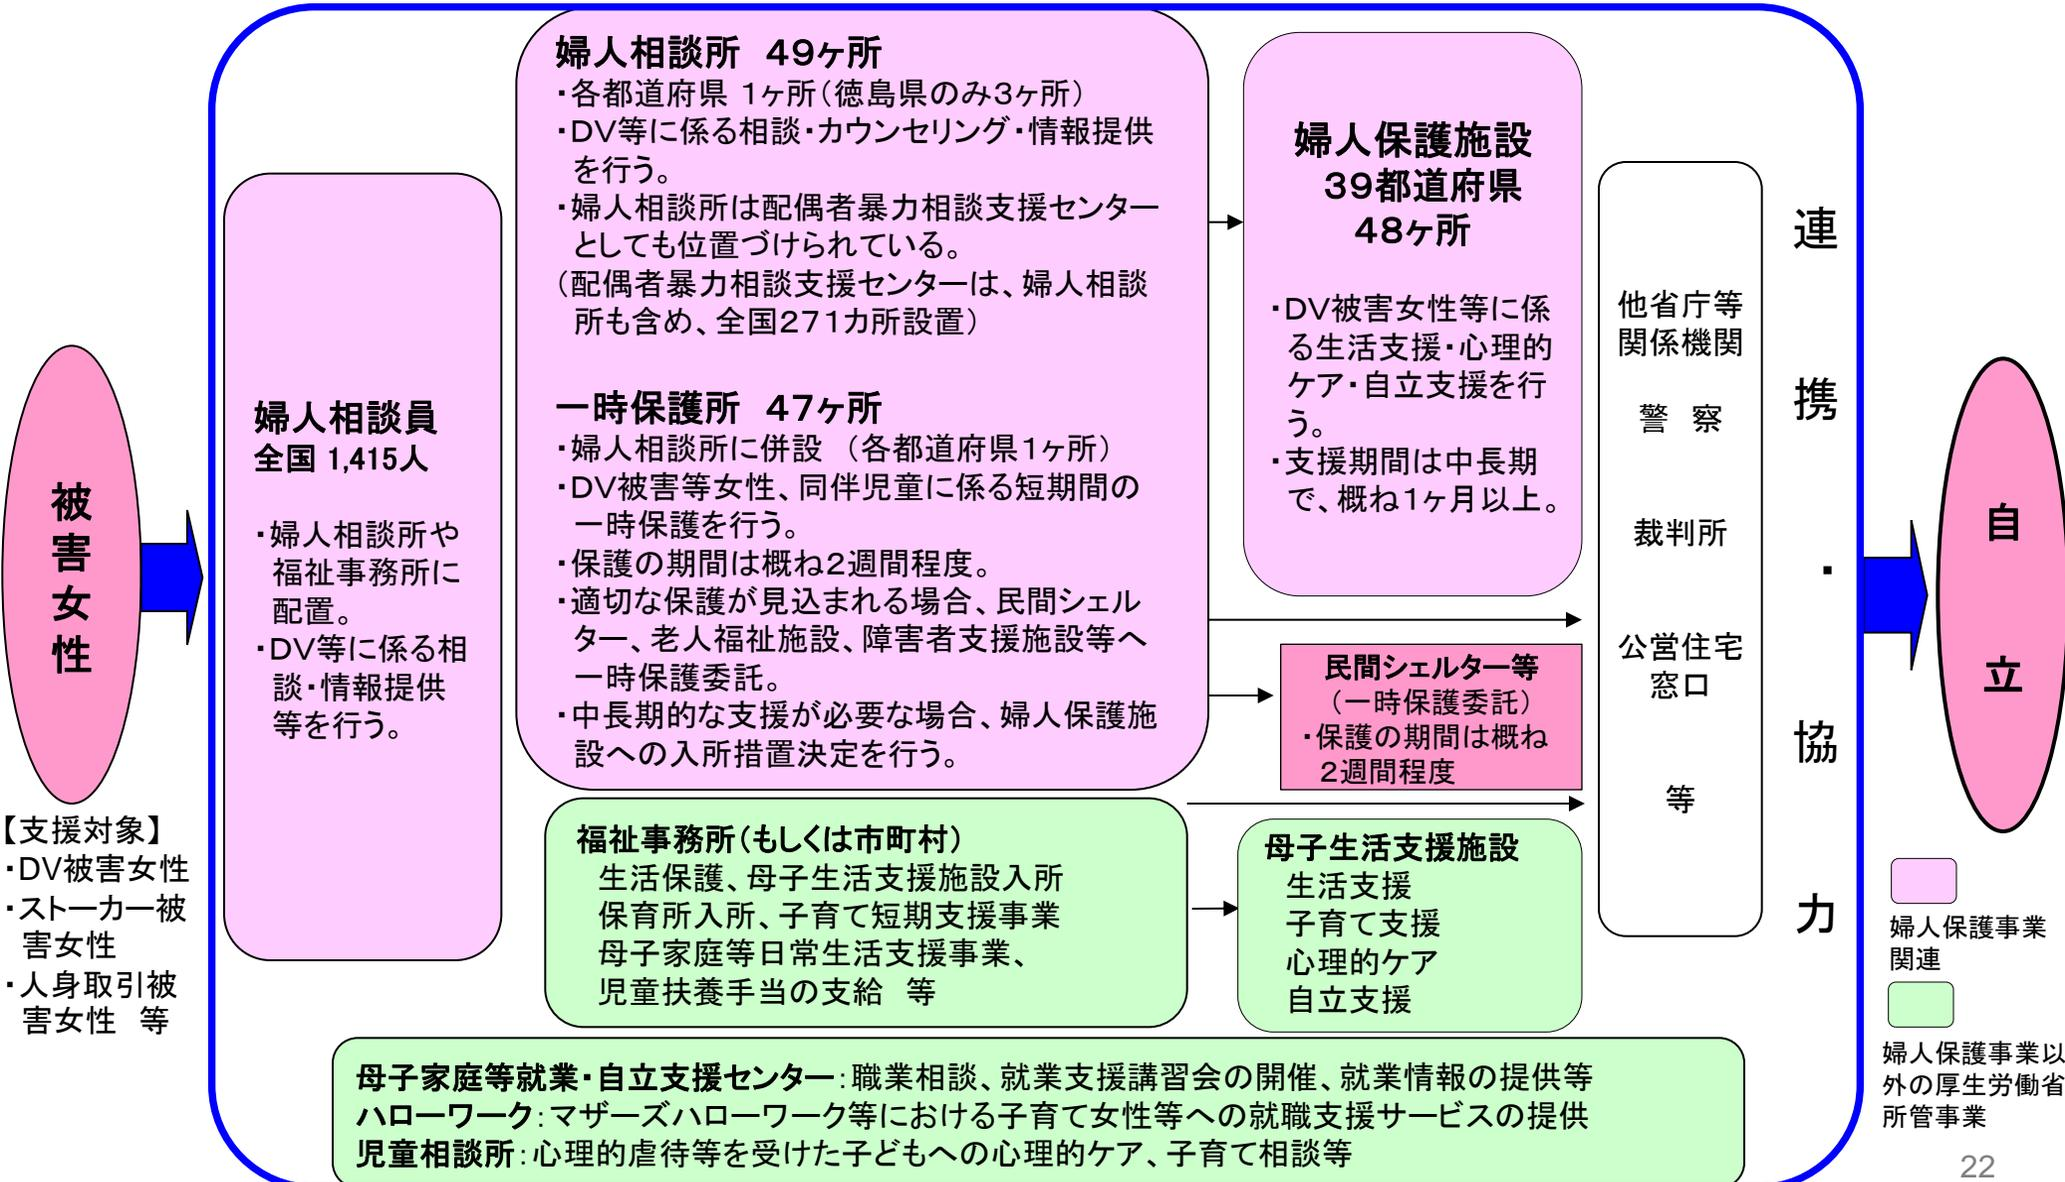 被
害
女
性
【支援対象】
・DV被害女性
・ストーカー被
害女性
・人身取引被
害女性　等
婦人相談員
全国 1,415人
・婦人相談所や
福祉事務所に
配置。
・DV等に係る相
談・情報提供
等を行う。
婦人相談所　49ヶ所
・各都道府県 1ヶ所（徳島県のみ3ヶ所）
・DV等に係る相談・カウンセリング・情報提供
を行う。
・婦人相談所は配偶者暴力相談支援センター
としても位置づけられている。
（配偶者暴力相談支援センターは、婦人相談
所も含め、全国271カ所設置）
一時保護所　47ヶ所
・婦人相談所に併設　（各都道府県1ヶ所）
・DV被害等女性、同伴児童に係る短期間の
一時保護を行う。
・保護の期間は概ね2週間程度。
・適切な保護が見込まれる場合、民間シェル
ター、老人福祉施設、障害者支援施設等へ
一時保護委託。
・中長期的な支援が必要な場合、婦人保護施
設への入所措置決定を行う。
福祉事務所（もしくは市町村）
生活保護、母子生活支援施設入所
保育所入所、子育て短期支援事業
母子家庭等日常生活支援事業、
児童扶養手当の支給　等
婦人保護施設
39都道府県
48ヶ所
・DV被害女性等に係
る生活支援・心理的
ケア・自立支援を行
う。
・支援期間は中長期
で、概ね1ヶ月以上。
民間シェルター等
（一時保護委託）
・保護の期間は概ね
2週間程度
母子生活支援施設
生活支援
子育て支援
心理的ケア
自立支援
他省庁等
関係機関
警　察
裁判所
公営住宅
窓口
等
連
携
・
協
力
母子家庭等就業・自立支援センター：職業相談、就業支援講習会の開催、就業情報の提供等
ハローワーク：マザーズハローワーク等における子育て女性等への就職支援サービスの提供
児童相談所：心理的虐待等を受けた子どもへの心理的ケア、子育て相談等
自
立
婦人保護事業
関連
婦人保護事業以
外の厚生労働省
所管事業
22